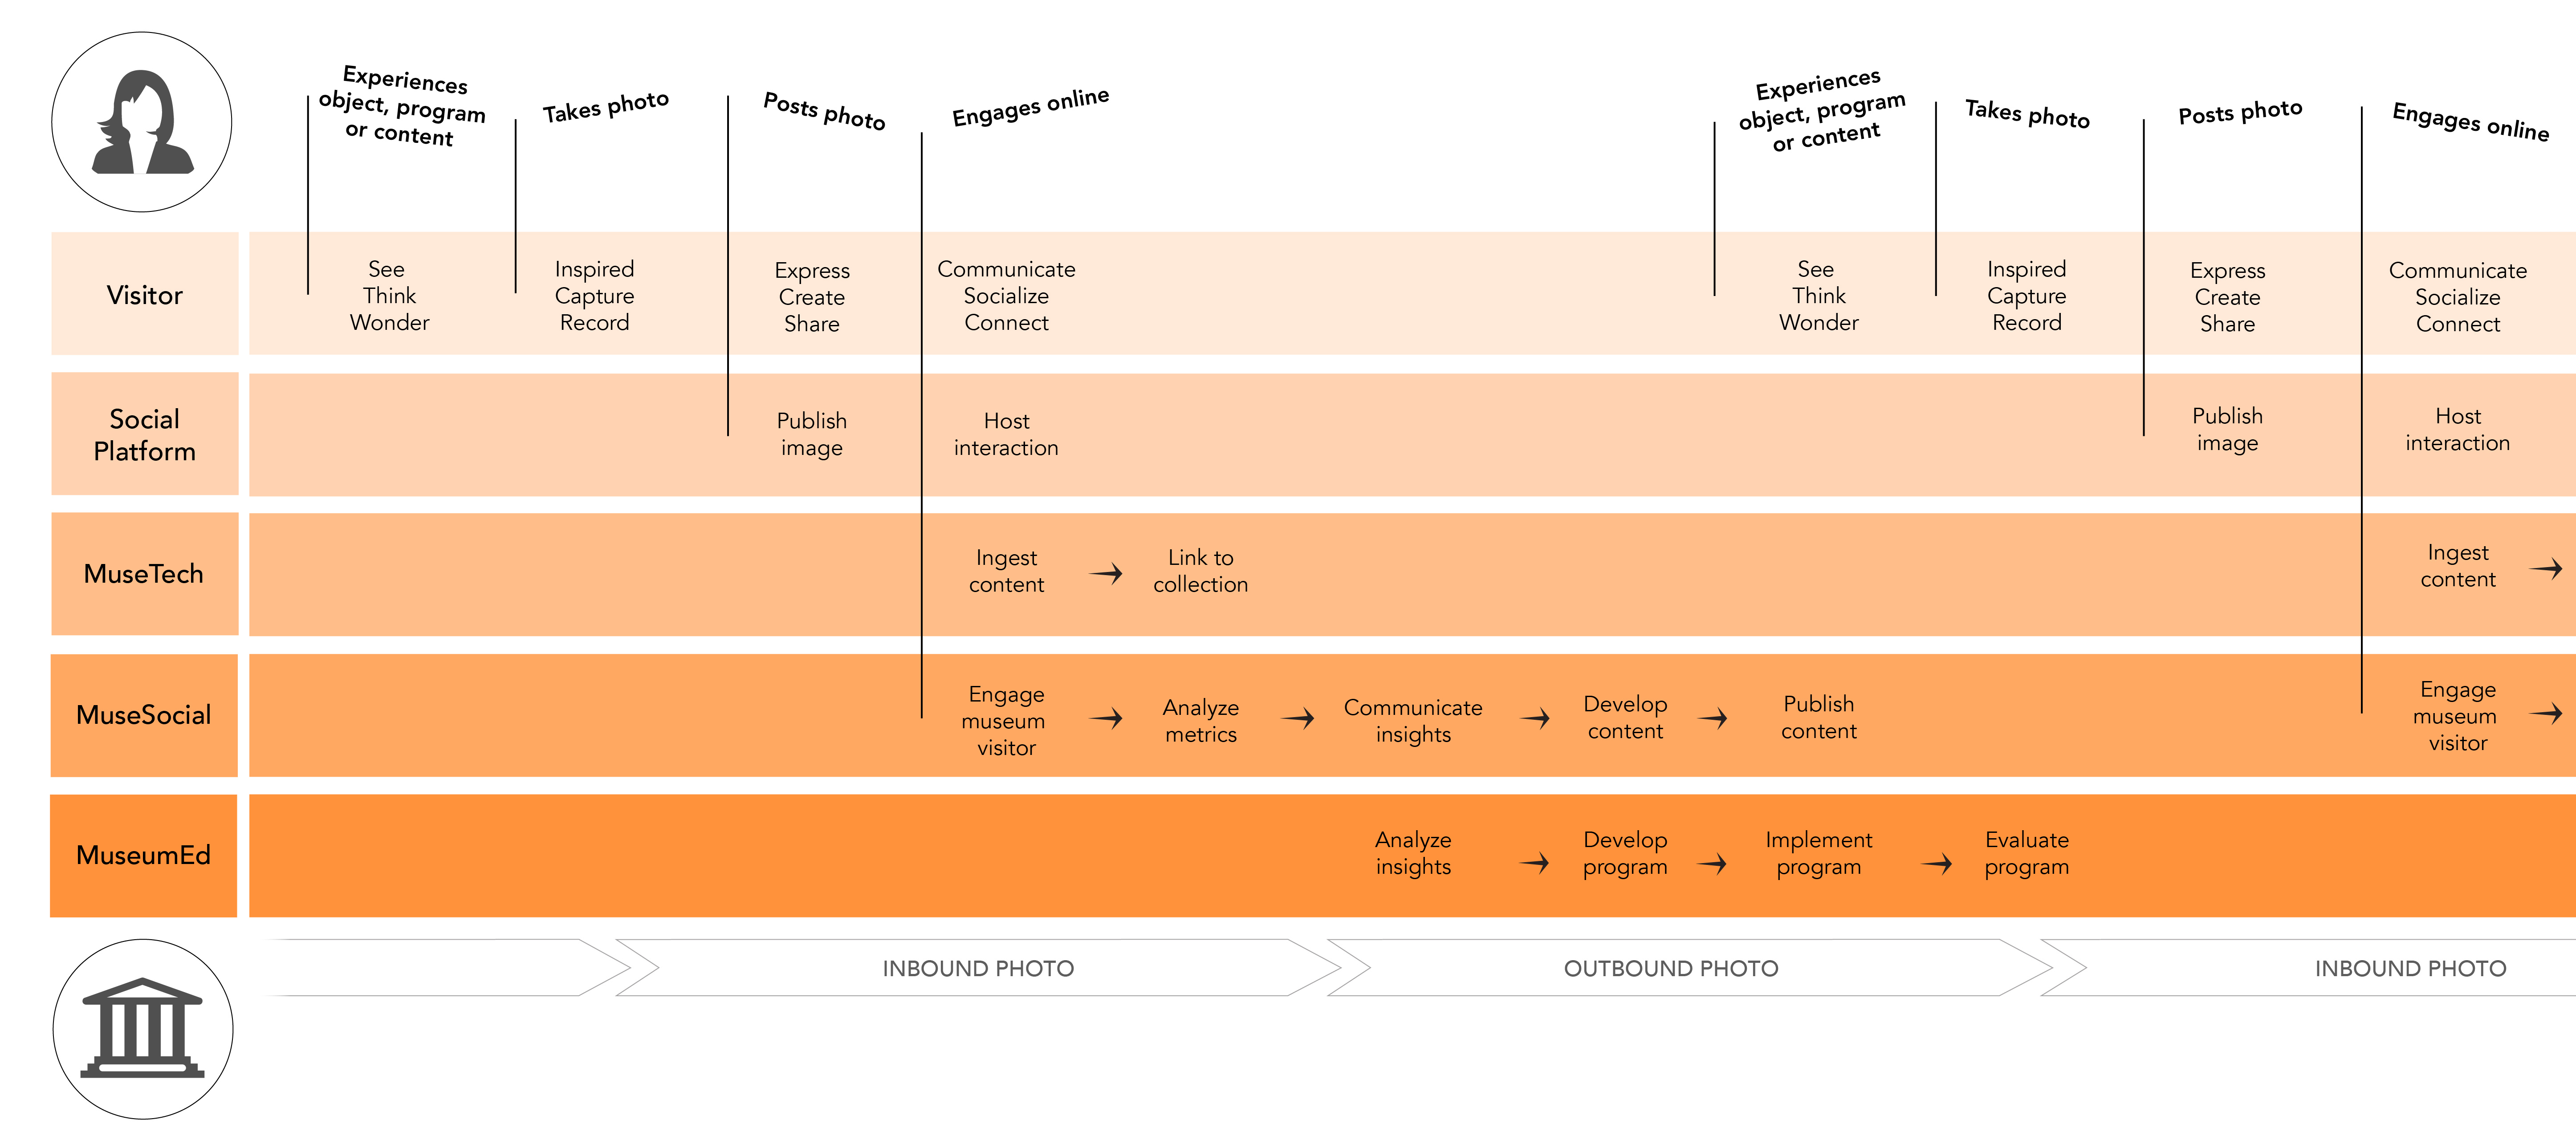 Experiences
object, program
or content
Takes photo
Posts photo
Engages online
Experiences
object, program
or content
Takes photo
Posts photo
Engages online
Visitor
See
Think
Wonder
Inspired
Capture
Record
Express
Create
Share
Communicate
Socialize
Connect
See
Think
Wonder
Inspired
Capture
Record
Express
Create
Share
Communicate
Socialize
Connect
Social
Platform
Publish
image
Host
interaction
Publish
image
Host
interaction
MuseTech
Ingest
content
Link to
collection
Ingest
content
MuseSocial
Engage
museum
visitor
Analyze
metrics
Communicate
insights
Develop
content
Publish
content
Engage
museum
visitor
MuseumEd
Analyze
insights
Develop
program
Implement
program
Evaluate
program
INBOUND PHOTO
OUTBOUND PHOTO
INBOUND PHOTO